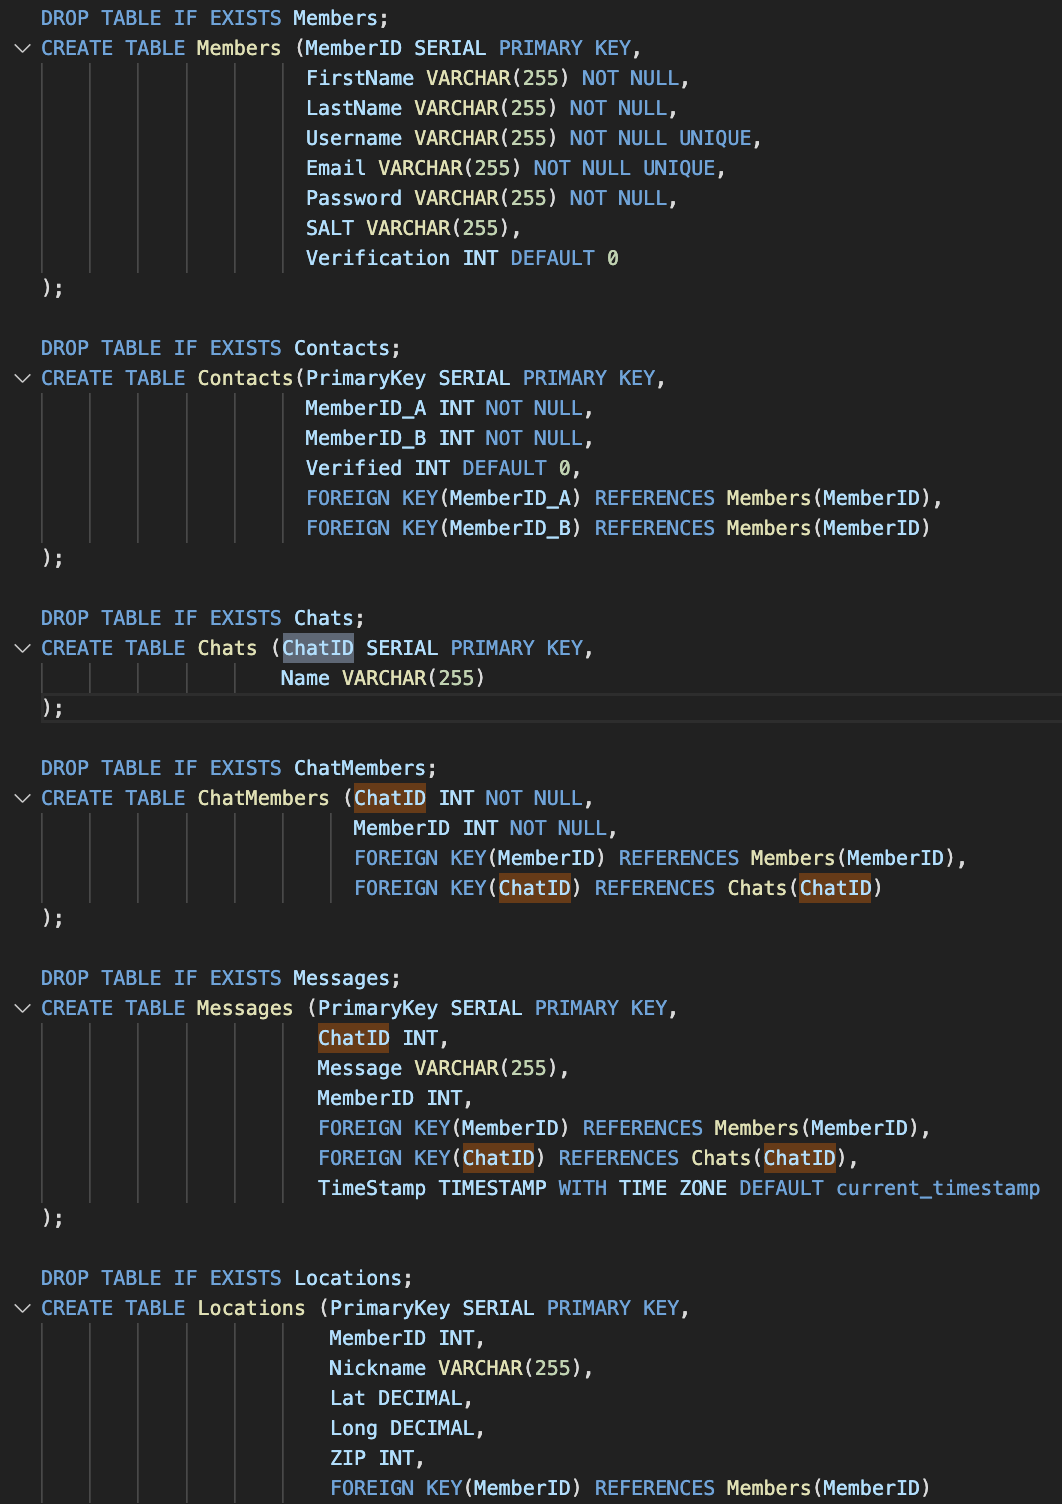 DROP TABLE IF EXISTS Members;
CREATE TABLE Members (MemberID SERIAL PRIMARY KEY,
FirstName VARCHAR(255) NOT NULL,
LastName VARCHAR(255) NOT NULL,
Username VARCHAR(255) NOT NULL UNIQUE,
Email VARCHAR(255) NOT NULL UNIQUE,
Password VARCHAR(255) NOT NULL,
SALT VARCHAR(255),
Verification INT DEFAULT 0
);
DROP TABLE IF EXISTS Contacts;
CREATE TABLE Contacts(PrimaryKey SERIAL PRIMARY KEY,
MemberID_A INT NOT NULL,
MemberID_B INT NOT NULL,
Verified INT DEFAULT 0,
FOREIGN KEY(MemberID_A) REFERENCES Members(MemberID),
FOREIGN KEY(MemberID_B) REFERENCES Members(MemberID)
);
DROP TABLE IF EXISTS Chats;
CREATE TABLE Chats (ChatID SERIAL PRIMARY KEY,
Name VARCHAR(255)
);
DROP TABLE IF EXISTS ChatMembers;
CREATE TABLE ChatMembers (ChatID INT NOT NULL,
MemberID INT NOT NULL,
FOREIGN KEY(MemberID) REFERENCES Members(MemberID),
FOREIGN KEY(ChatID) REFERENCES Chats(ChatID)
);
DROP TABLE IF EXISTS Messages;
CREATE TABLE Messages (PrimaryKey SERIAL PRIMARY KEY,
ChatID INT,
Message VARCHAR(255),
MemberID INT,
FOREIGN KEY(MemberID) REFERENCES Members(MemberID),
FOREIGN KEY(ChatID) REFERENCES Chats(ChatID),
TimeStamp TIMESTAMP WITH TIME ZONE DEFAULT current_timestamp
);
DROP TABLE IF EXISTS Locations;
CREATE TABLE Locations (PrimaryKey SERIAL PRIMARY KEY,
MemberID INT,
Nickname VARCHAR(255),
Lat DECIMAL,
Long DECIMAL,
ZIP INT,
FOREIGN KEY(MemberID) REFERENCES Members(MemberID)